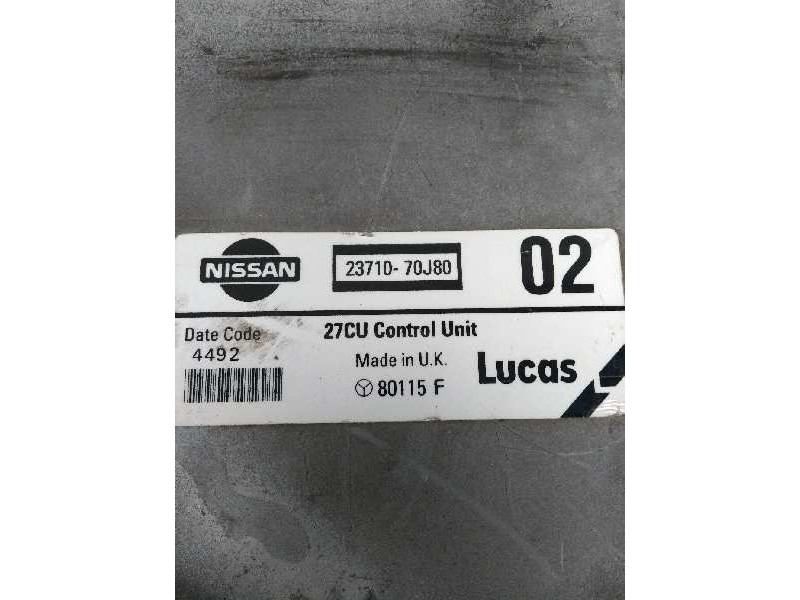 NISSAN
23710- 70J80
02
Date Code
4492
27CU Control Unit
Made in U.K.
80115 F
Lucas